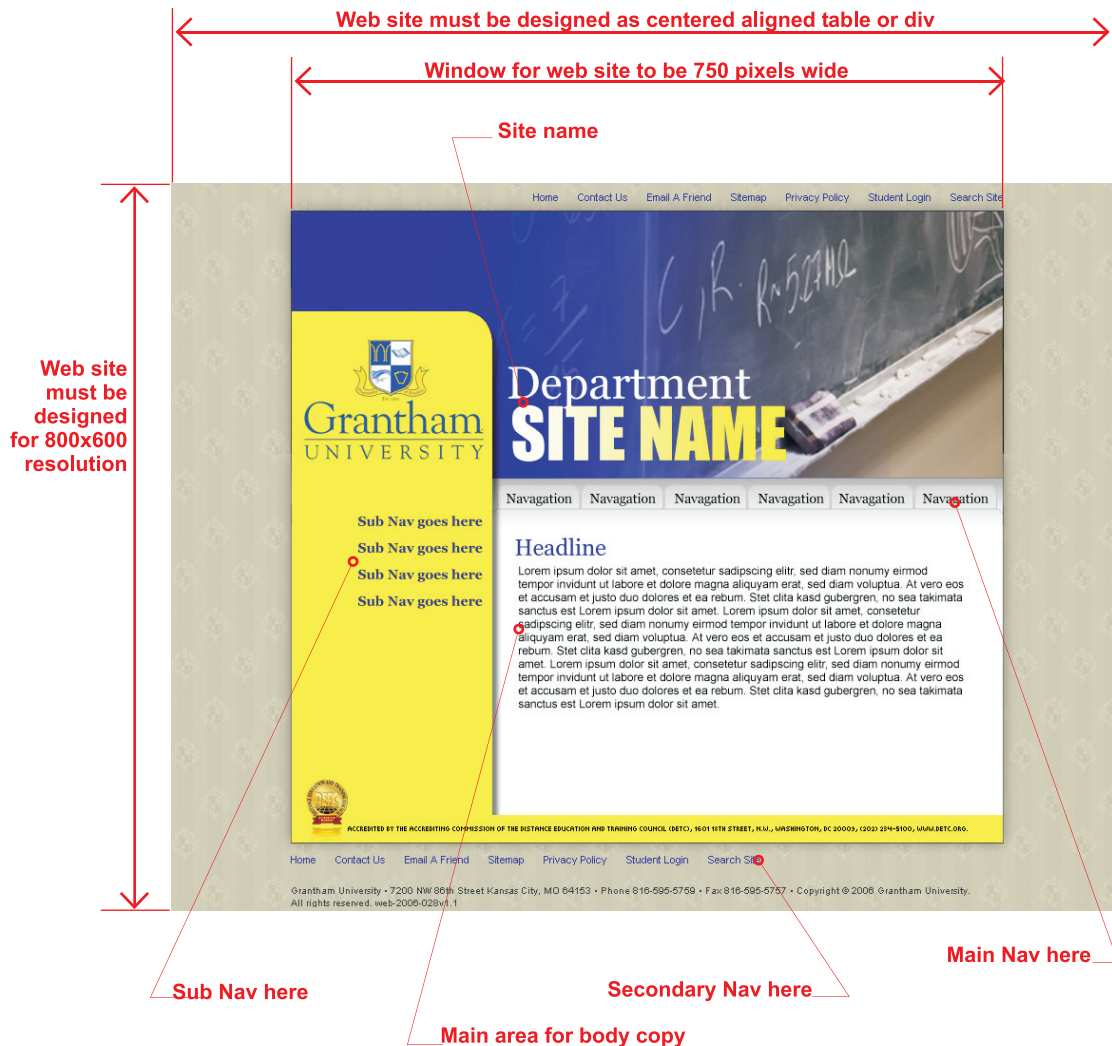 Web site must be designed as centered aligned table or div
Window for web site to be 750 pixels wide
Site name
Home Contact Us Email A Friend Sitemap Privacy Policy Student Login Search Site
C, R. R=5.27MΩ
Web site
must be
designed
for 800x600
resolution
Grantham
UNIVERSITY
Department
SITE NAME
Navagation Navagation Navagation Navagation Navagation Navagation
Sub Nav goes here
Sub Nav goes here
Sub Nav goes here
Sub Nav goes here
Headline
Lorem ipsum dolor sit amet, consetetur sadipscing elitr, sed diam nonumy eirmod
tempor invidunt ut labore et dolore magna aliquyam erat, sed diam voluptua. At vero eos
et accusam et justo duo dolores et ea rebum. Stet clita kasd gubergren, no sea takimata
sanctus est Lorem ipsum dolor sit amet. Lorem ipsum dolor sit amet, consetetur
sadipscing elitr, sed diam nonumy eirmod tempor invidunt ut labore et dolore magna
aliquyam erat, sed diam voluptua. At vero eos et accusam et justo duo dolores et ea
rebum. Stet clita kasd gubergren, no sea takimata sanctus est Lorem ipsum dolor sit
amet. Lorem ipsum dolor sit amet, consetetur sadipscing elitr, sed diam nonumy eirmod
tempor invidunt ut labore et dolore magna aliquyam erat, sed diam voluptua. At vero eos
et accusam et justo duo dolores et ea rebum. Stet clita kasd gubergren, no sea takimata
sanctus est Lorem ipsum dolor sit amet.
DETC
ACCREDITED BY THE ACCREDITING COMMISSION OF THE DISTANCE EDUCATION AND TRAINING COUNCIL (DETC), 1601 18TH STREET, N.W., WASHINGTON, DC 20009, (202) 234-5100, WWW.DETC.ORG.
Home Contact Us Email A Friend Sitemap Privacy Policy Student Login Search Site
Grantham University • 7200 NW 86th Street Kansas City, MO 64153 • Phone 816-595-5759 • Fax 816-595-5757 • Copyright © 2006 Grantham University.
All rights reserved. web-2006-028v1.1
Main Nav here
Sub Nav here
Secondary Nav here
Main area for body copy